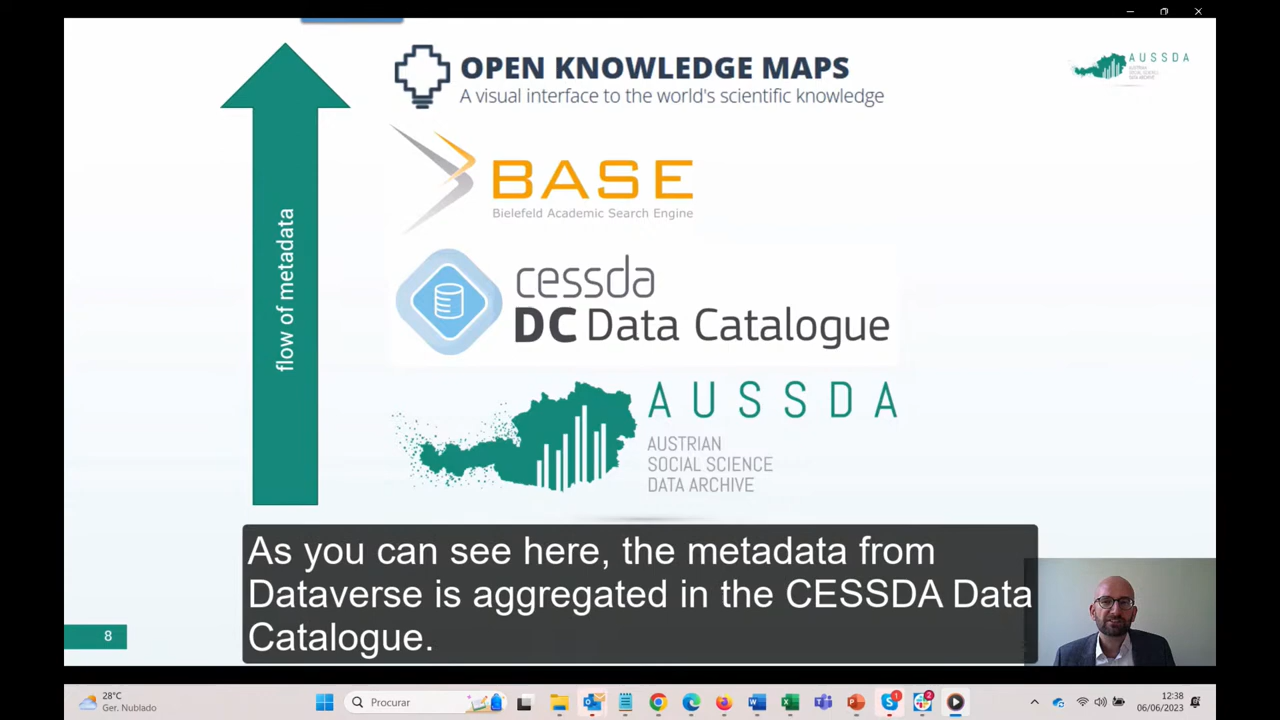 OPEN KNOWLEDGE MAPS
A visual interface to the world's scientific knowledge
AUSSDA
flow of metadata
BASE
Bielefeld Academic Search Engine
cessda
DC Data Catalogue
AUSSDA
AUSTRIAN
SOCIAL SCIENCE
DATA ARCHIVE
As you can see here, the metadata from
Dataverse is aggregated in the CESSDA Data
Catalogue.
8
28°C
Ger. Nublado
Procurar
1
2
12:38
06/06/2023